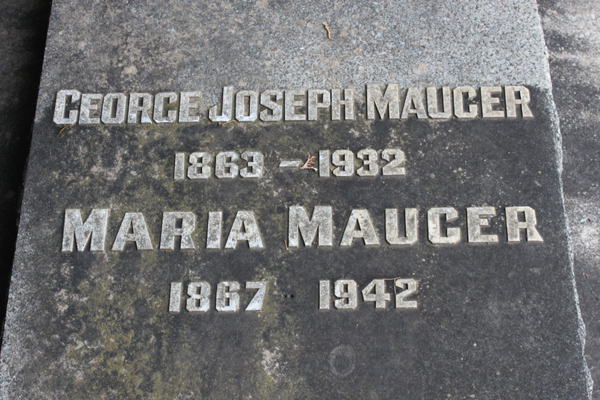 GEORGE JOSEPH MAUGER
1863 - 1932
MARIA MAUGER
1867 1942